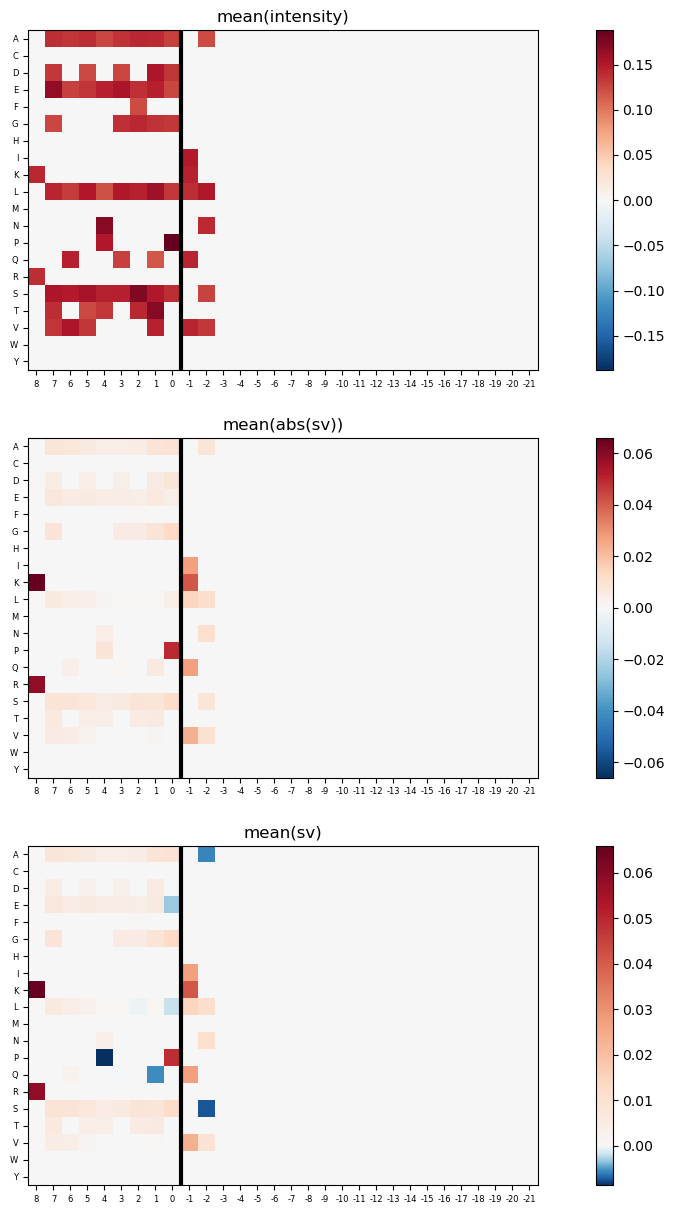 mean(intensity)
A
C
D
E
F
G
H
I
K
L
M
N
P
Q
R
S
T
V
W
Y
8 7 6 5 4 3 2 1 0 -1 -2 -3 -4 -5 -6 -7 -8 -9 -10 -11 -12 -13 -14 -15 -16 -17 -18 -19 -20 -21
0.15
0.10
0.05
0.00
−0.05
−0.10
−0.15
mean(abs(sv))
A
C
D
E
F
G
H
I
K
L
M
N
P
Q
R
S
T
V
W
Y
8 7 6 5 4 3 2 1 0 -1 -2 -3 -4 -5 -6 -7 -8 -9 -10 -11 -12 -13 -14 -15 -16 -17 -18 -19 -20 -21
0.06
0.04
0.02
0.00
−0.02
−0.04
−0.06
mean(sv)
A
C
D
E
F
G
H
I
K
L
M
N
P
Q
R
S
T
V
W
Y
8 7 6 5 4 3 2 1 0 -1 -2 -3 -4 -5 -6 -7 -8 -9 -10 -11 -12 -13 -14 -15 -16 -17 -18 -19 -20 -21
0.06
0.05
0.04
0.03
0.02
0.01
0.00